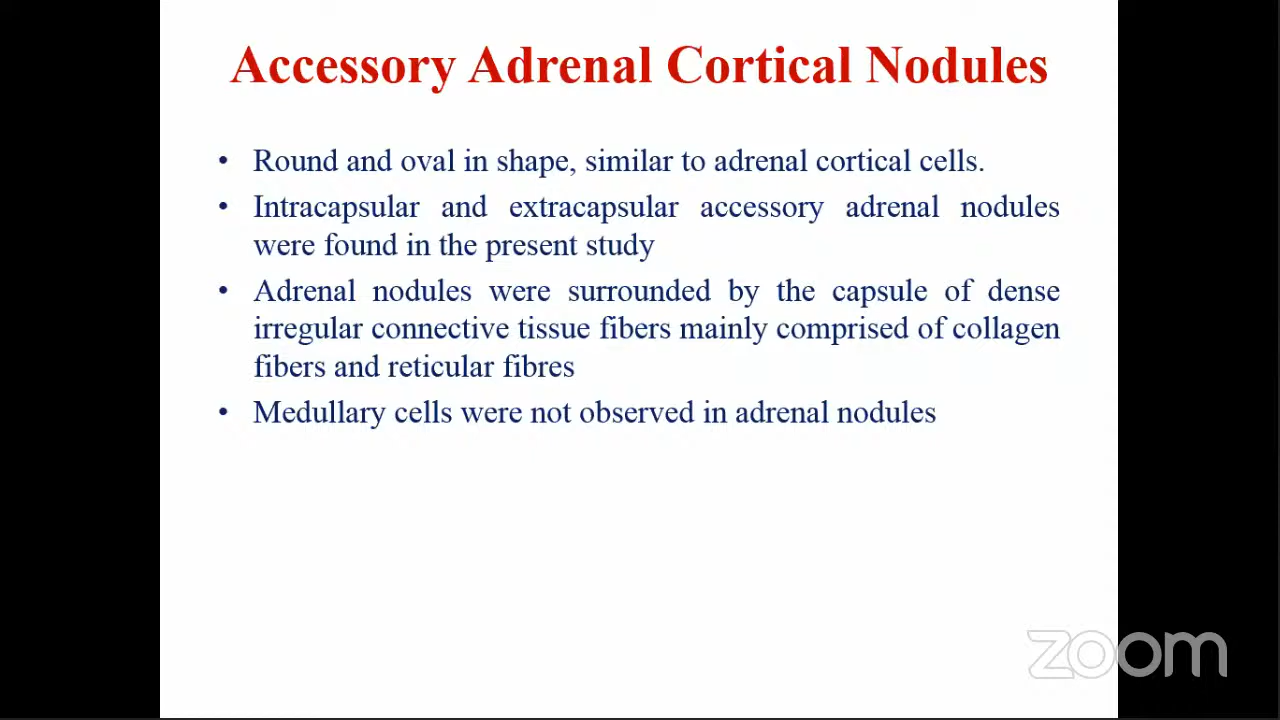 Accessory Adrenal Cortical Nodules
• Round and oval in shape, similar to adrenal cortical cells.
• Intracapsular and extracapsular accessory adrenal nodules
were found in the present study
• Adrenal nodules were surrounded by the capsule of dense
irregular connective tissue fibers mainly comprised of collagen
fibers and reticular fibres
• Medullary cells were not observed in adrenal nodules
zoom